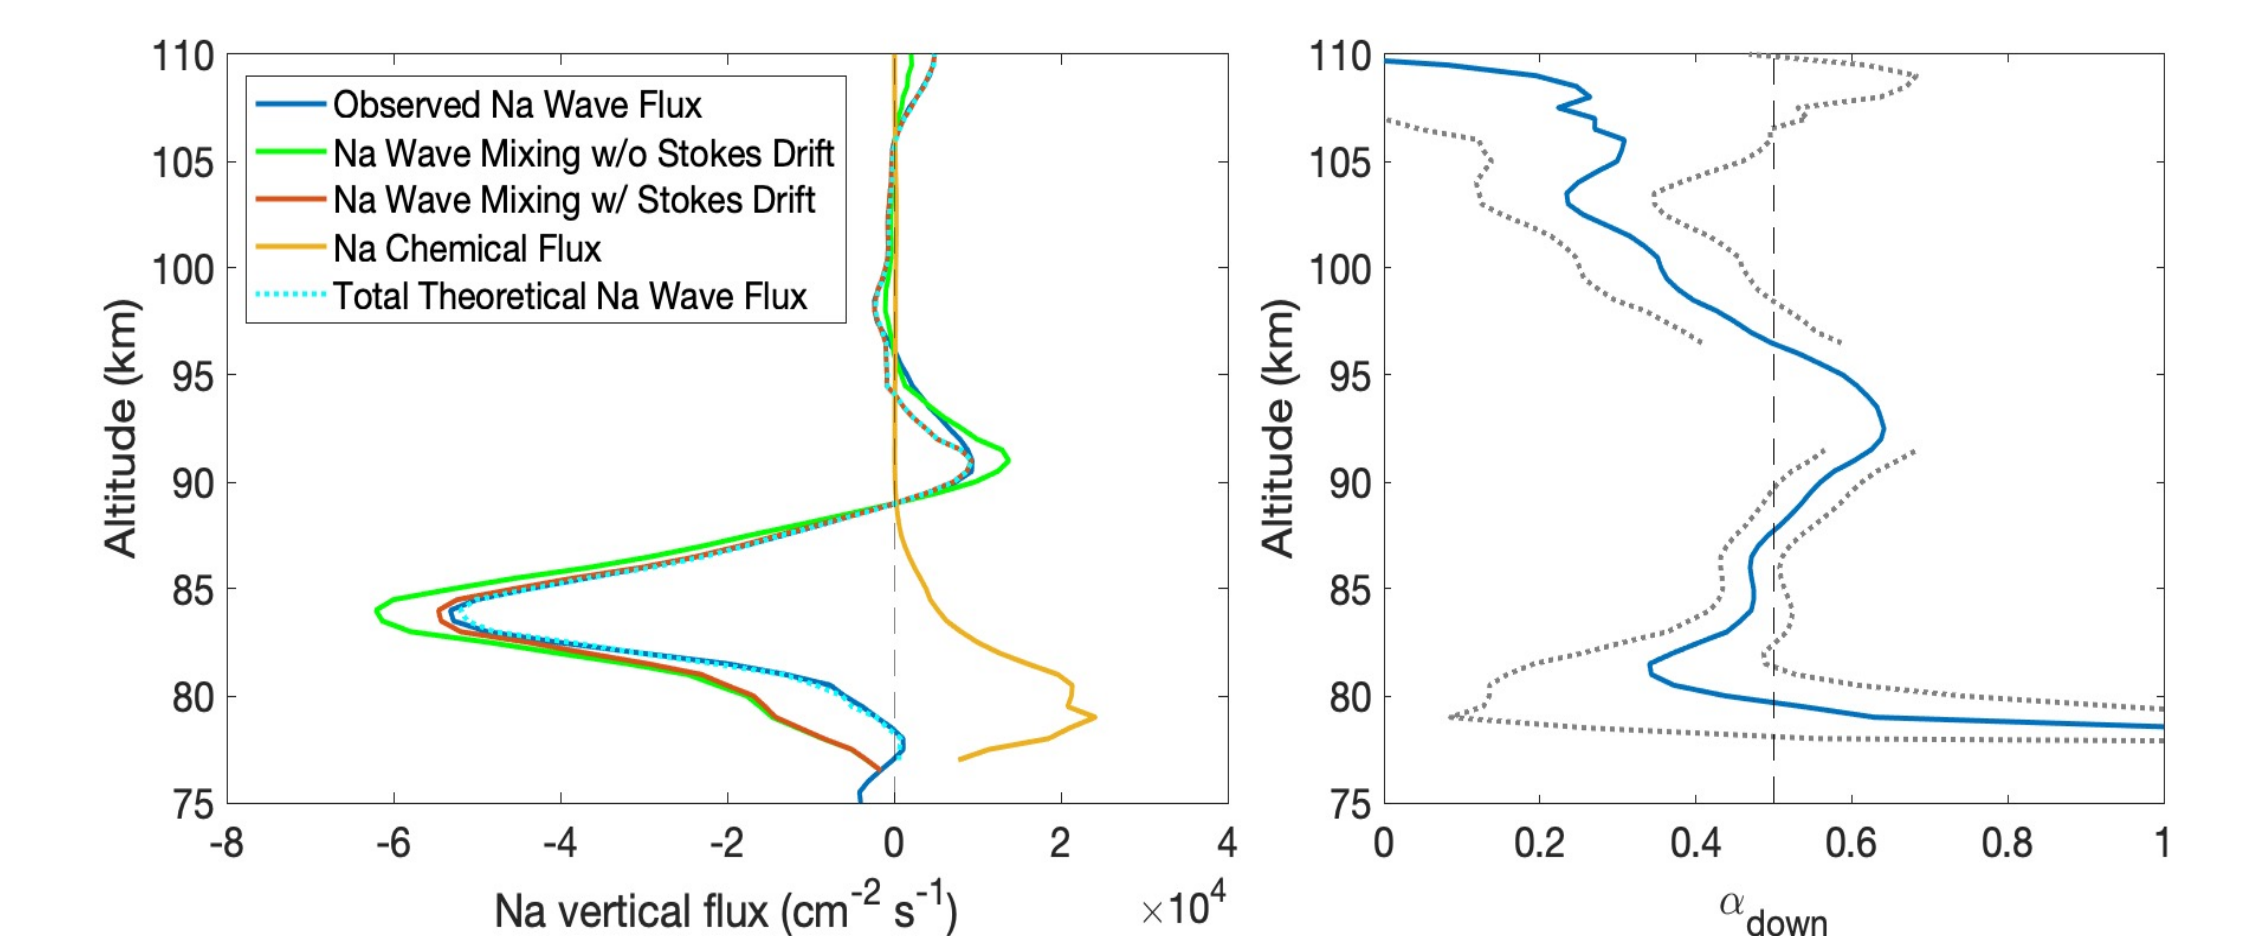 110
105
100
95
90
85
80
75
Altitude (km)
Observed Na Wave Flux
Na Wave Mixing w/o Stokes Drift
Na Wave Mixing w/ Stokes Drift
Na Chemical Flux
Total Theoretical Na Wave Flux
-8 -6 -4 -2 0 2 4
Na vertical flux (cm-2 s-1)
×10^4
110
105
100
95
90
85
80
75
Altitude (km)
0 0.2 0.4 0.6 0.8 1
α_down